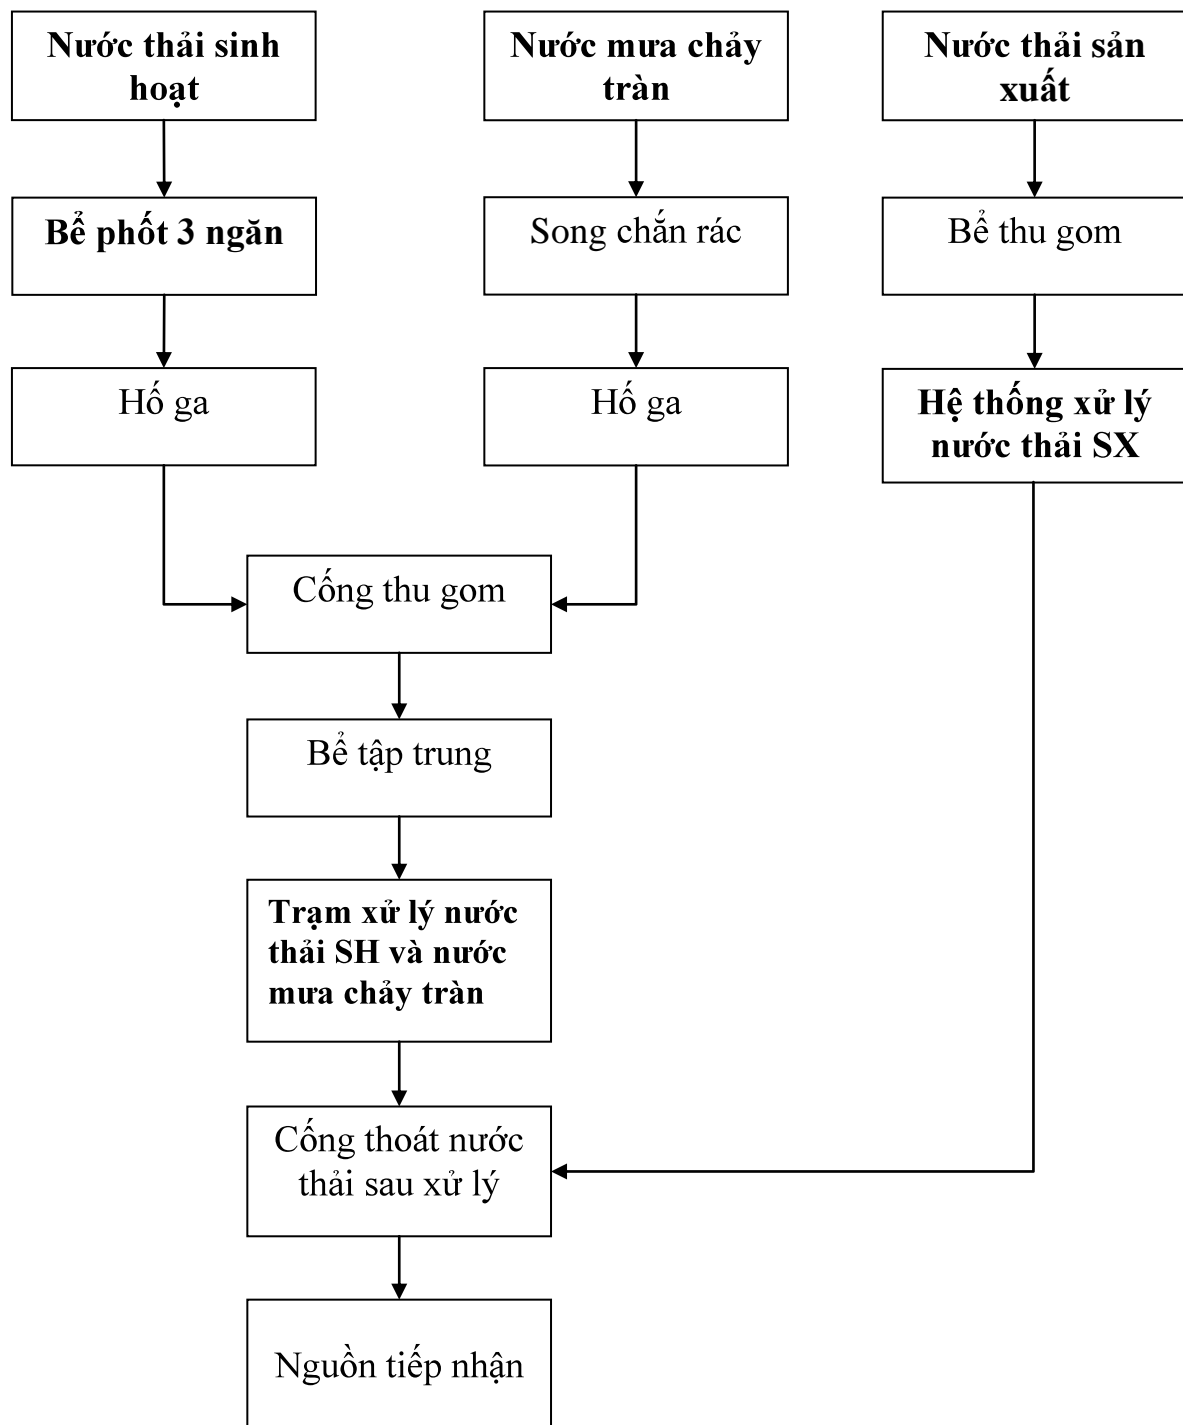 Nước thải sinh
hoạt
Nước mưa chảy
tràn
Nước thải sản
xuất
Bể phốt 3 ngăn
Song chắn rác
Bể thu gom
Hố ga
Hố ga
Hệ thống xử lý
nước thải SX
Cống thu gom
Bể tập trung
Trạm xử lý nước
thải SH và nước
mưa chảy tràn
Cống thoát nước
thải sau xử lý
Nguồn tiếp nhận